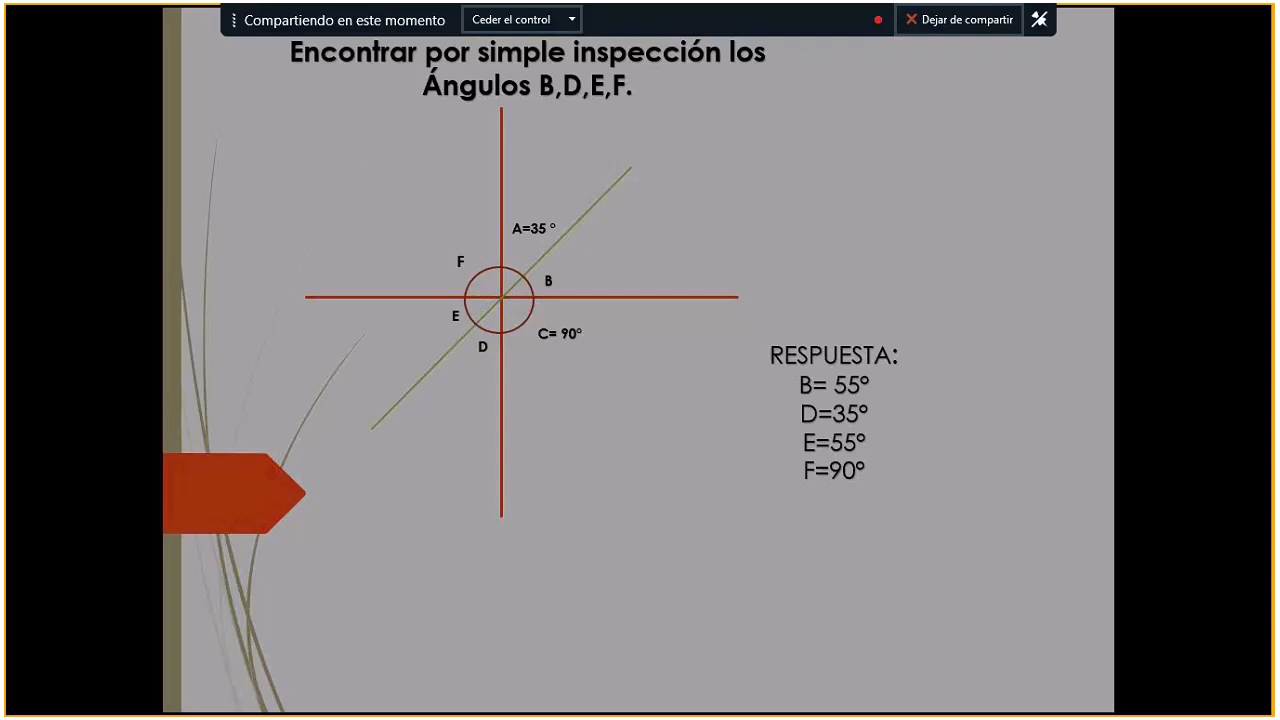 Compartiendo en este momento
Ceder el control
Dejar de compartir
Encontrar por simple inspección los
Ángulos B,D,E,F.
A=35 °
F
B
E
C= 90°
D
RESPUESTA:
B= 55°
D=35°
E=55°
F=90°